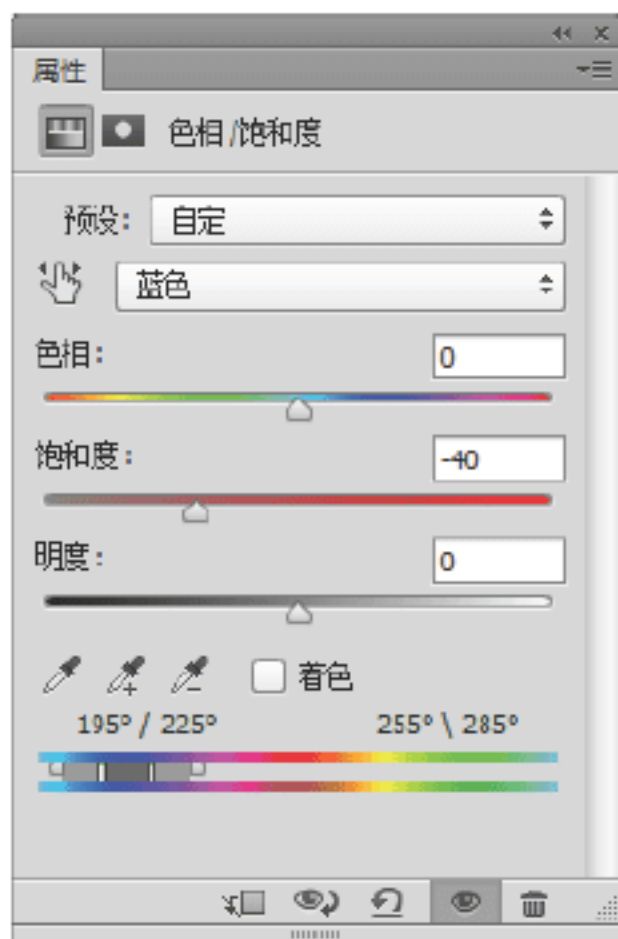 属性
色相/饱和度
预设: 自定
蓝色
色相: 0
饱和度: -40
明度: 0
着色
195°/225° 255°\285°